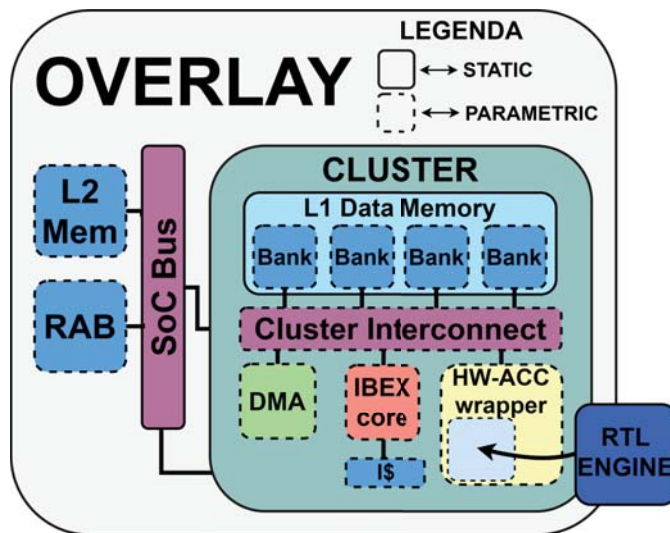 LEGENDA
STATIC
PARAMETRIC
OVERLAY
L2
Mem
RAB
SoC Bus
CLUSTER
L1 Data Memory
Bank Bank Bank Bank
Cluster Interconnect
DMA
IBEX
core
I$
HW-ACC
wrapper
RTL
ENGINE